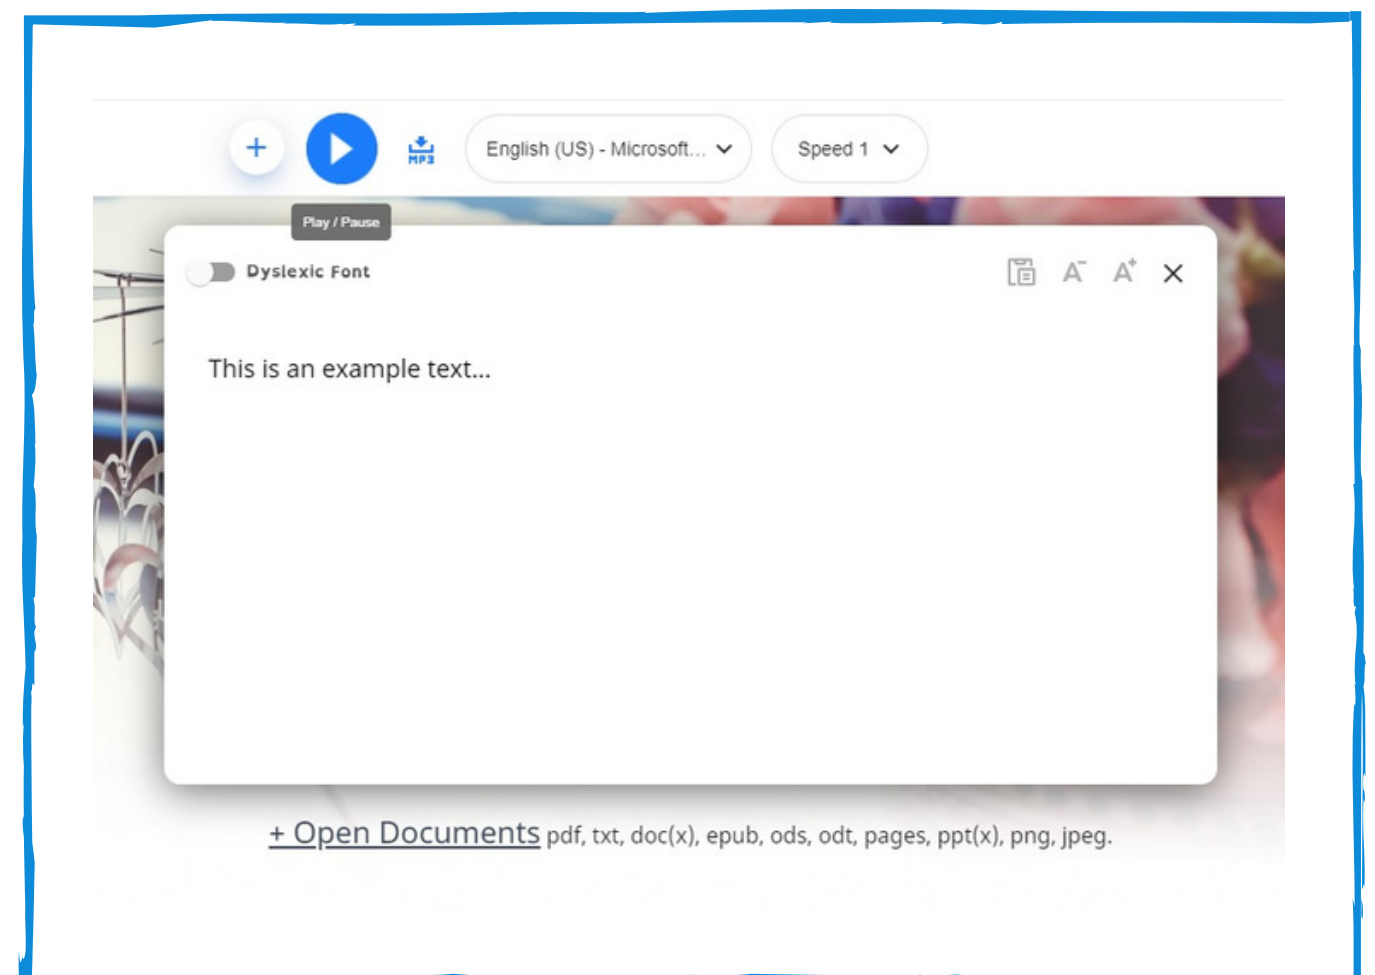 MP3
English (US) - Microsoft...
Speed 1
Play / Pause
Dyslexic Font
A-
A+
This is an example text...
+ Open Documents pdf, txt, doc(x), epub, ods, odt, pages, ppt(x), png, jpeg.